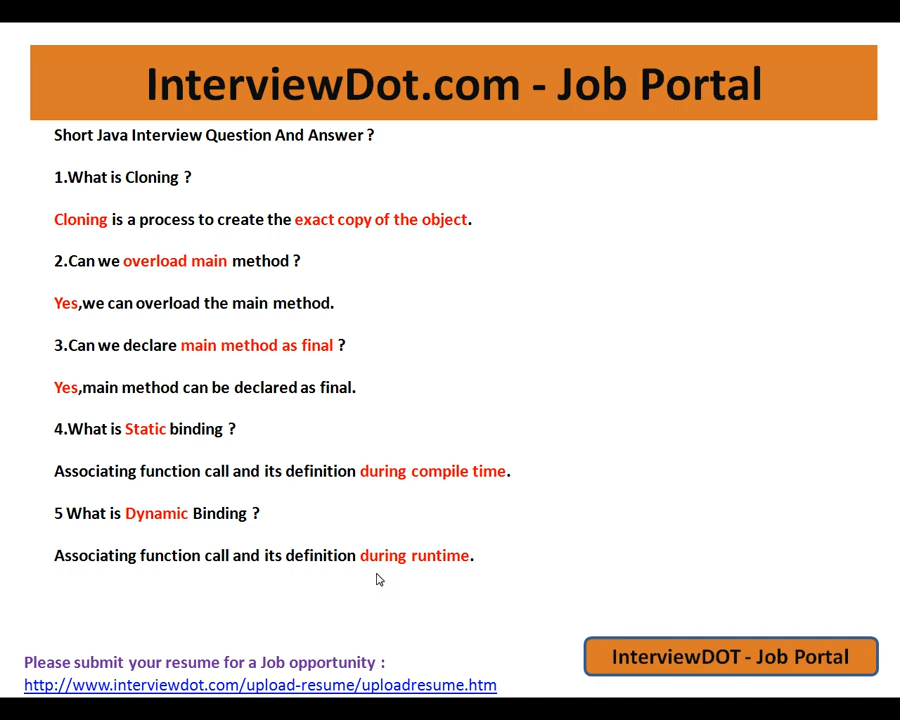 InterviewDot.com - Job Portal
Short Java Interview Question And Answer ?
1.What is Cloning ?
Cloning is a process to create the exact copy of the object.
2.Can we overload main method ?
Yes,we can overload the main method.
3.Can we declare main method as final ?
Yes,main method can be declared as final.
4.What is Static binding ?
Associating function call and its definition during compile time.
5 What is Dynamic Binding ?
Associating function call and its definition during runtime.
Please submit your resume for a Job opportunity :
http://www.interviewdot.com/upload-resume/uploadresume.htm
InterviewDOT - Job Portal